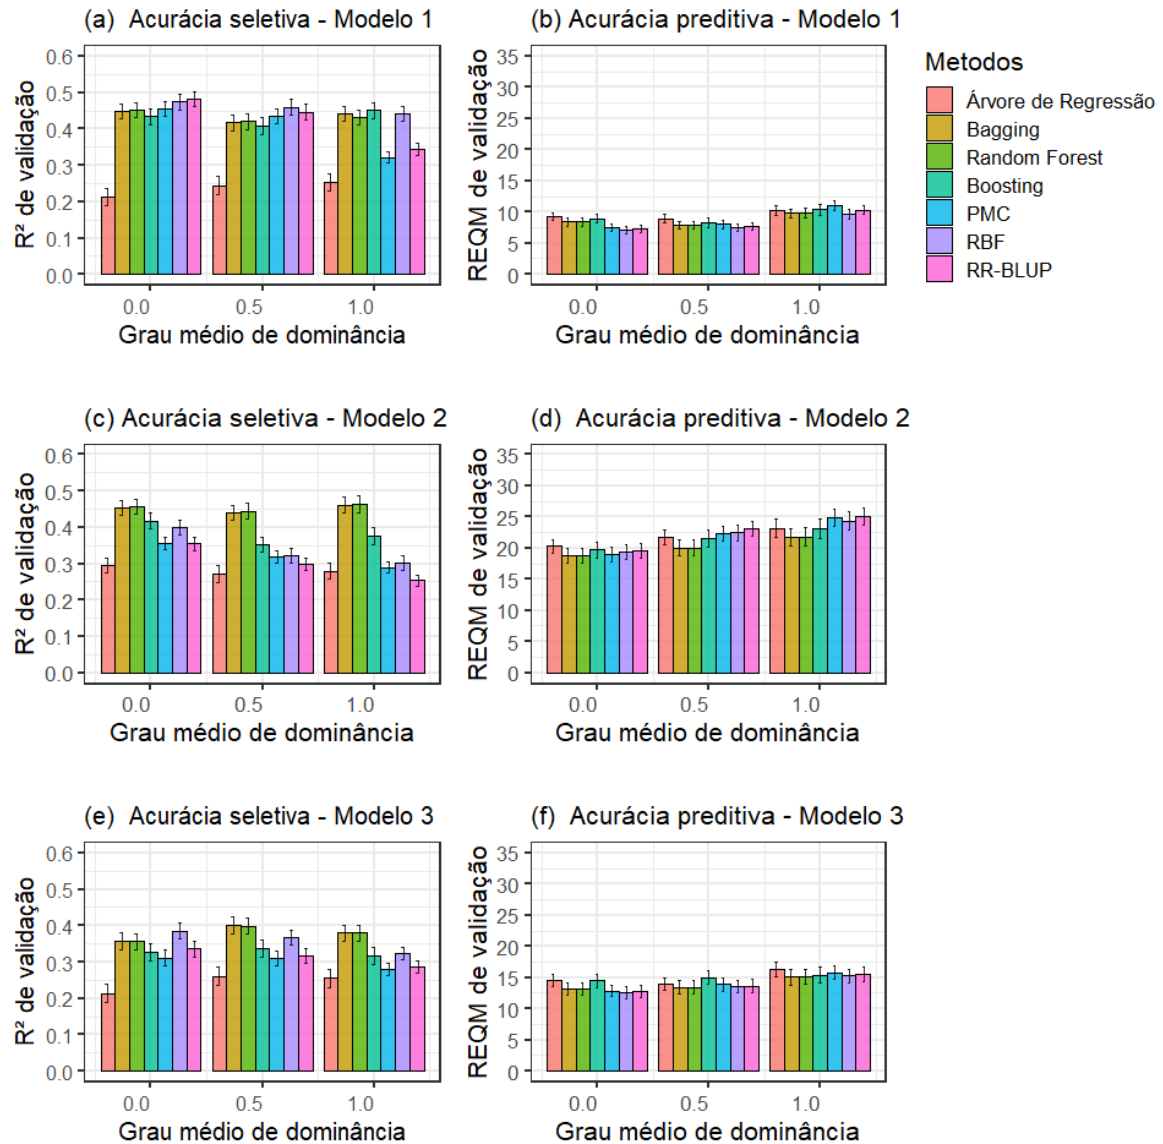 (a) Acurácia seletiva - Modelo 1
R² de validação
0.6
0.5
0.4
0.3
0.2
0.1
0.0
0.0 0.5 1.0
Grau médio de dominância
(b) Acurácia preditiva - Modelo 1
REQM de validação
35
30
25
20
15
10
5
0
0.0 0.5 1.0
Grau médio de dominância
Metodos
Árvore de Regressão
Bagging
Random Forest
Boosting
PMC
RBF
RR-BLUP
(c) Acurácia seletiva - Modelo 2
R² de validação
0.6
0.5
0.4
0.3
0.2
0.1
0.0
0.0 0.5 1.0
Grau médio de dominância
(d) Acurácia preditiva - Modelo 2
REQM de validação
35
30
25
20
15
10
5
0
0.0 0.5 1.0
Grau médio de dominância
(e) Acurácia seletiva - Modelo 3
R² de validação
0.6
0.5
0.4
0.3
0.2
0.1
0.0
0.0 0.5 1.0
Grau médio de dominância
(f) Acurácia preditiva - Modelo 3
REQM de validação
35
30
25
20
15
10
5
0
0.0 0.5 1.0
Grau médio de dominância